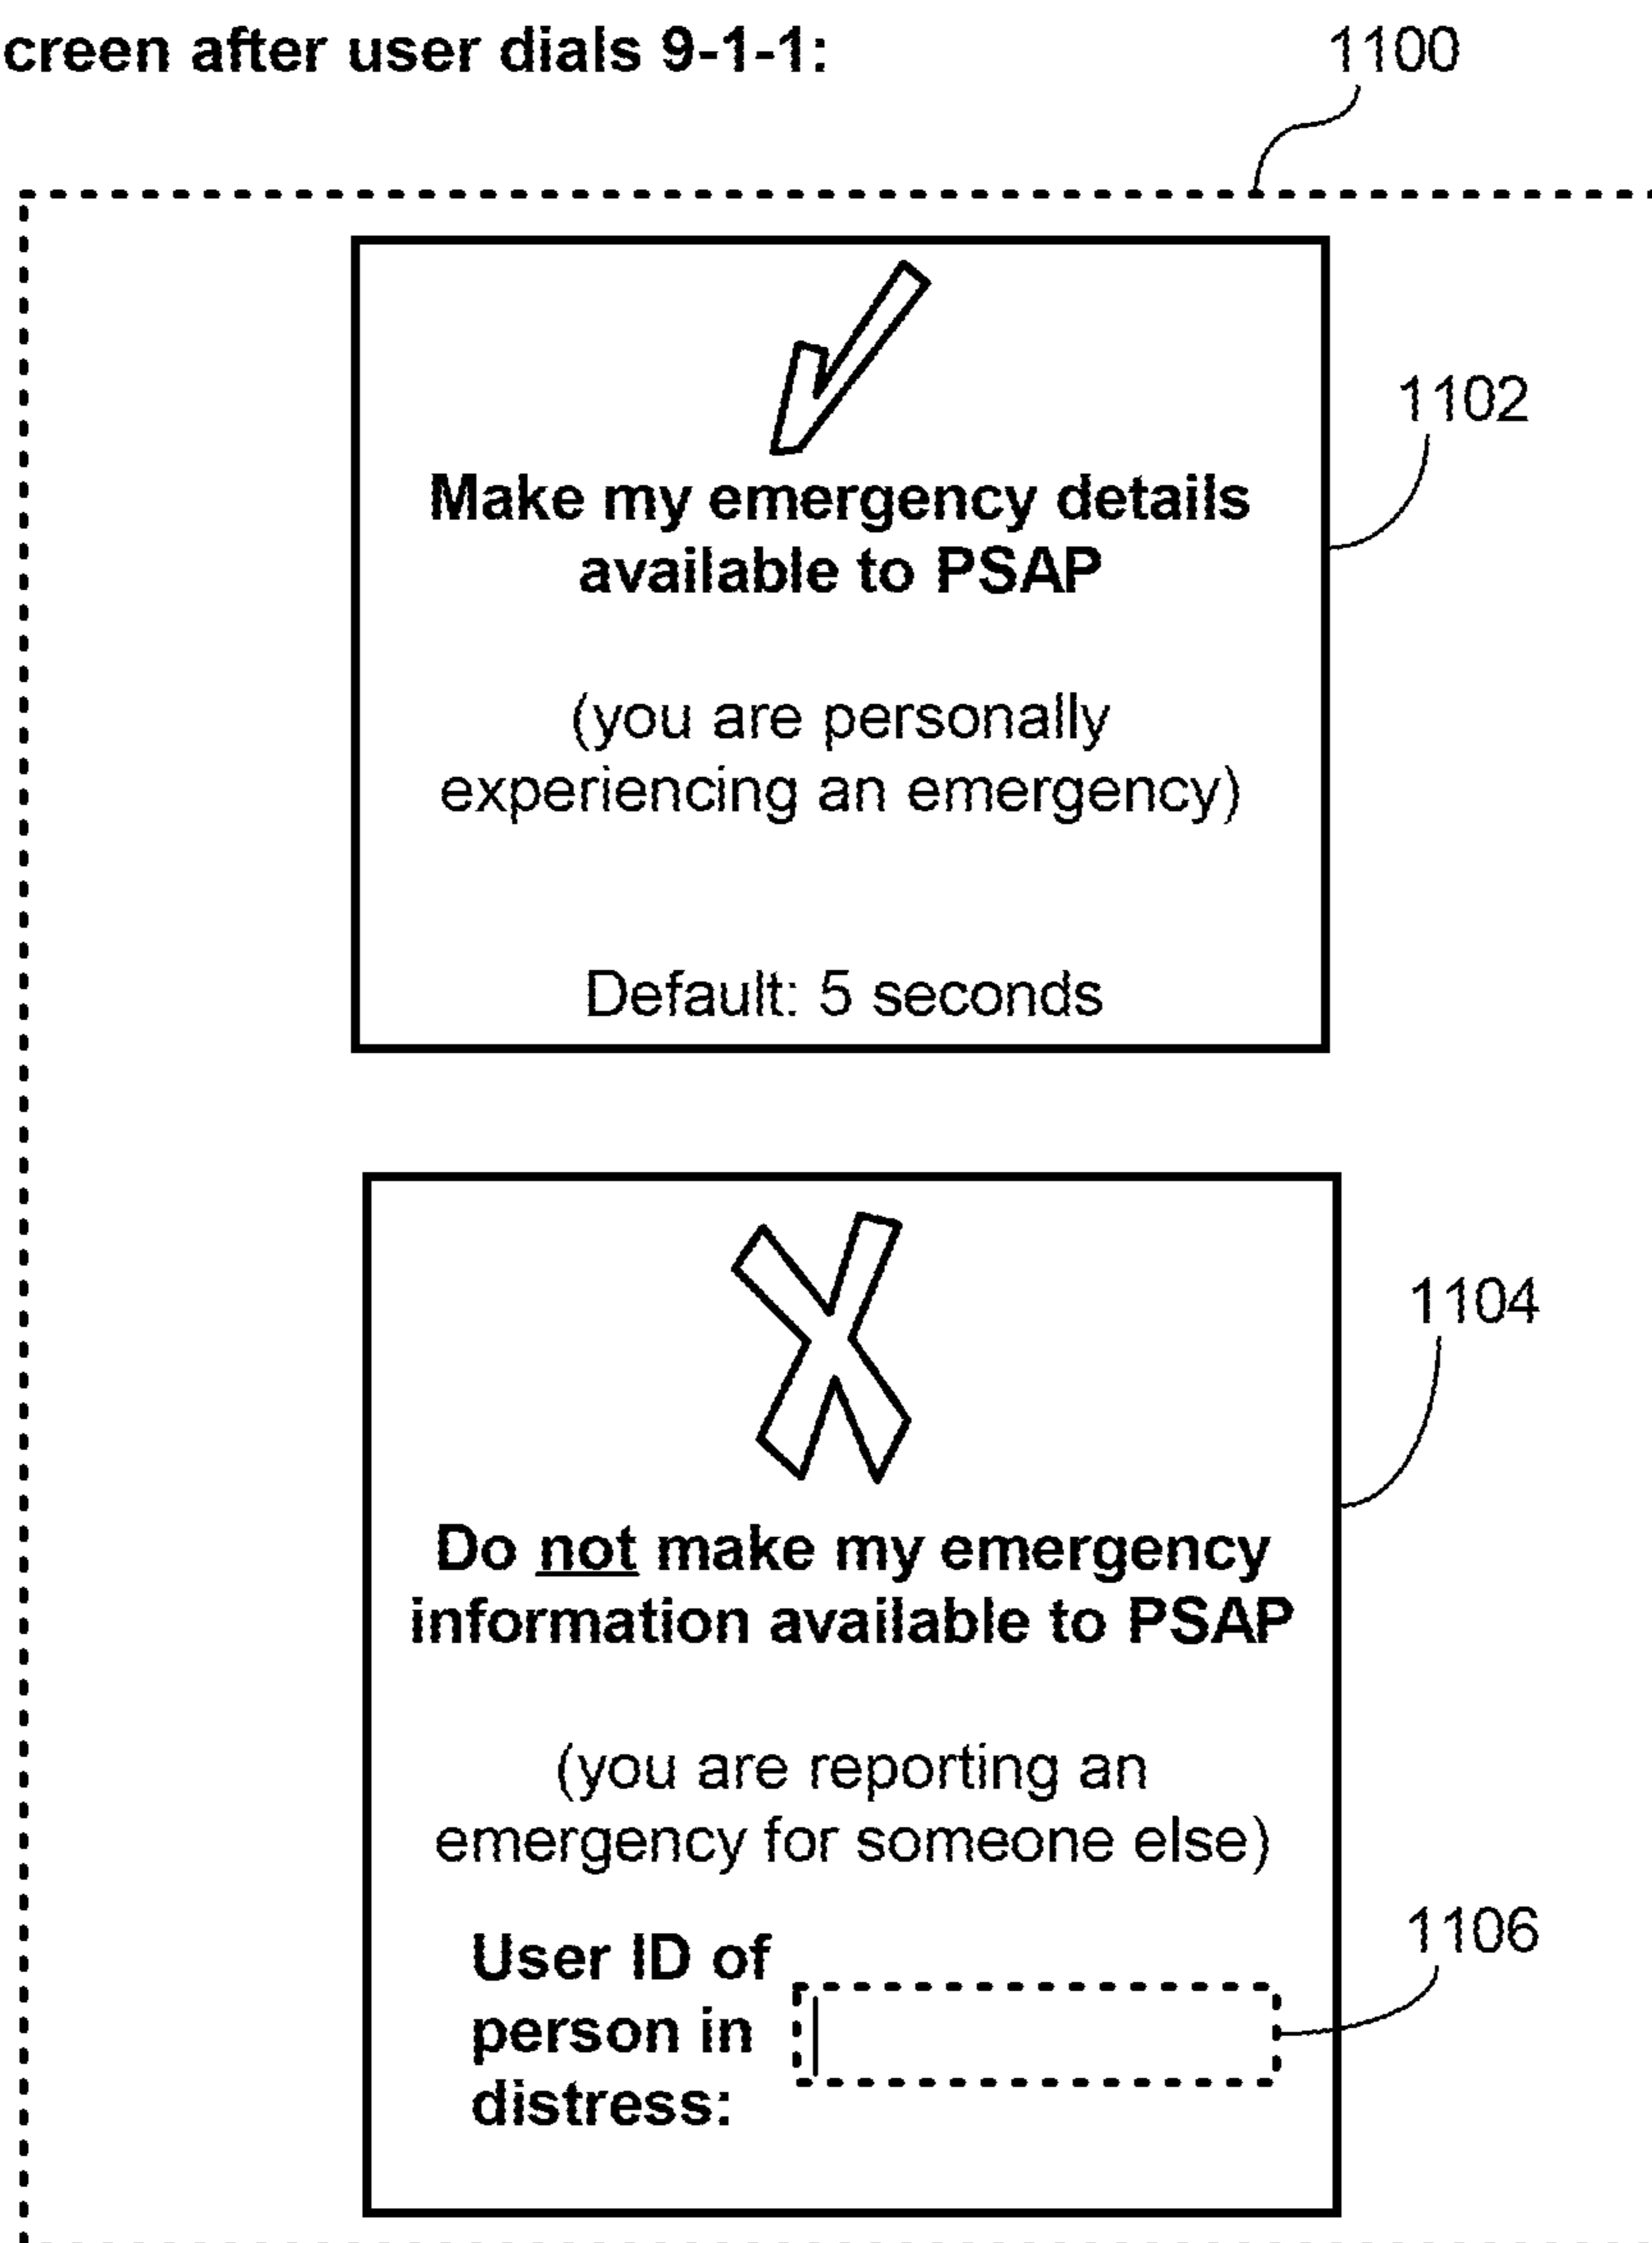 creen after user dials 9-1-1:
1100
Make my emergency details
available to PSAP
1102
(you are personally
experiencing an emergency)
Default: 5 seconds
1104
Do not make my emergency
information available to PSAP
(you are reporting an
emergency for someone else)
User ID of
person in
distress:
1106